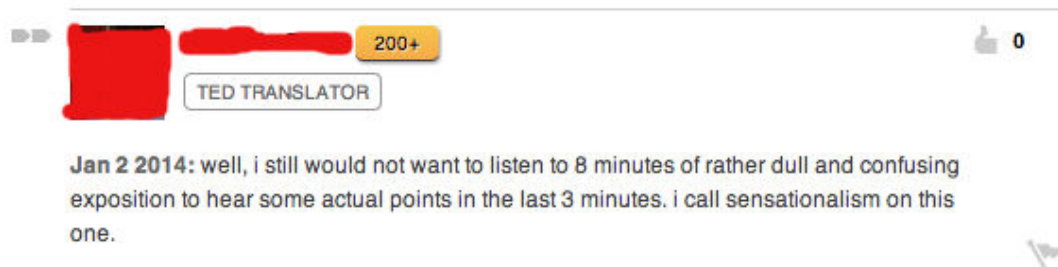 200+
0
TED TRANSLATOR
Jan 2 2014: well, i still would not want to listen to 8 minutes of rather dull and confusing
exposition to hear some actual points in the last 3 minutes. i call sensationalism on this
one.